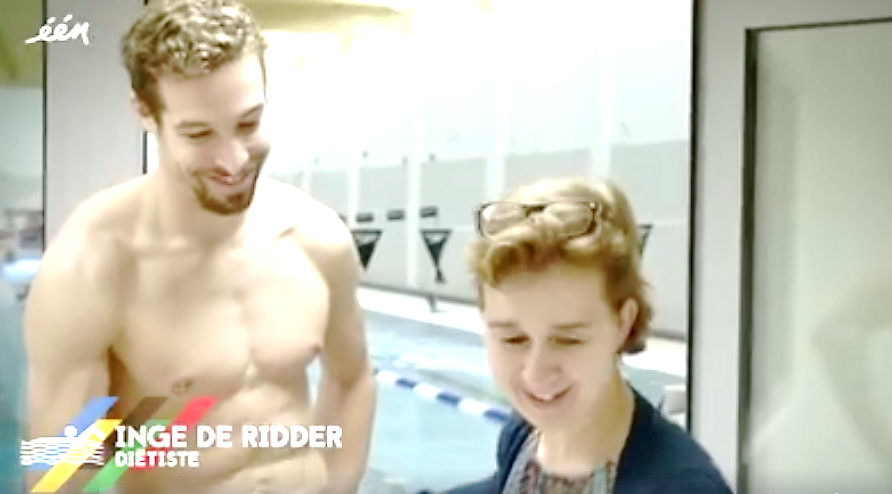 één
INGE DE RIDDER
DIËTISTE